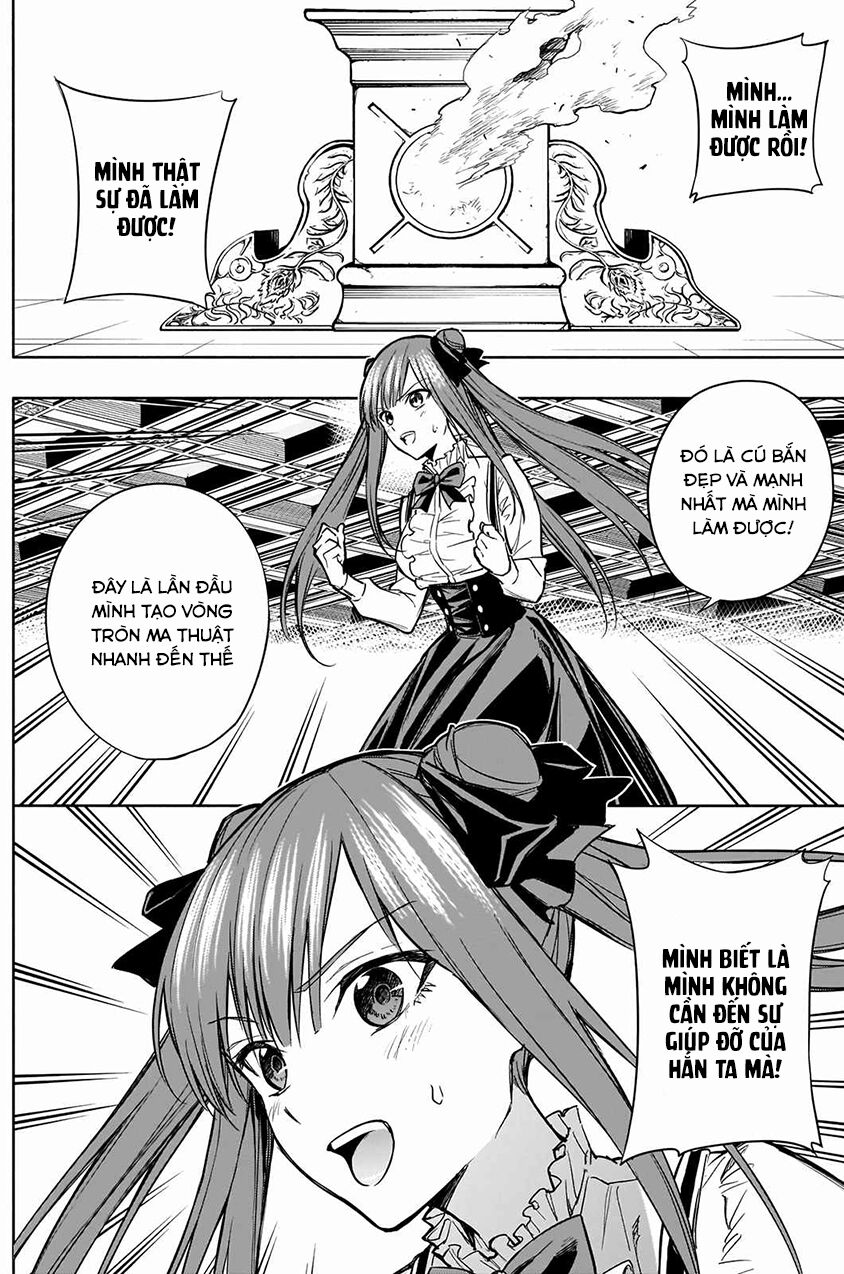 MÌNH...
MÌNH LÀM
ĐƯỢC RỒI!
MÌNH THẬT
SỰ ĐÃ LÀM
ĐƯỢC!
ĐÓ LÀ CÚ BẮN
ĐẸP VÀ MẠNH
NHẤT MÀ MÌNH
LÀM ĐƯỢC!
ĐÂY LÀ LẦN ĐẦU
MÌNH TẠO VÒNG
TRÒN MA THUẬT
NHANH ĐẾN THẾ
MÌNH BIẾT LÀ
MÌNH KHÔNG
CẦN ĐẾN SỰ
GIÚP ĐỠ CỦA
HẮN TA MÀ!